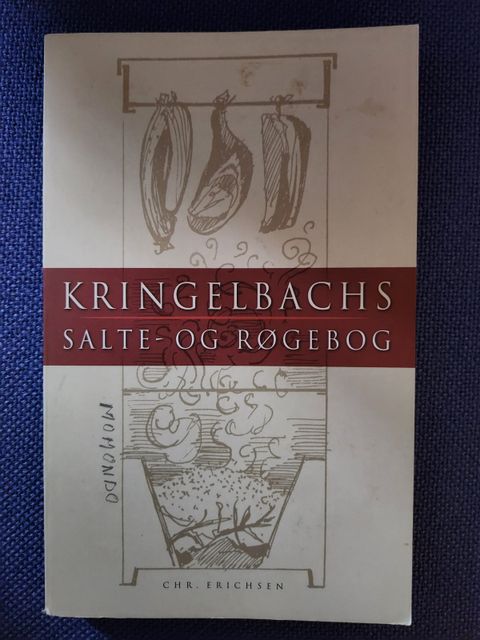 KRINGELBACHS
SALTE- OG RØGEBOG
MOMONDO
CHR. ERICHSEN